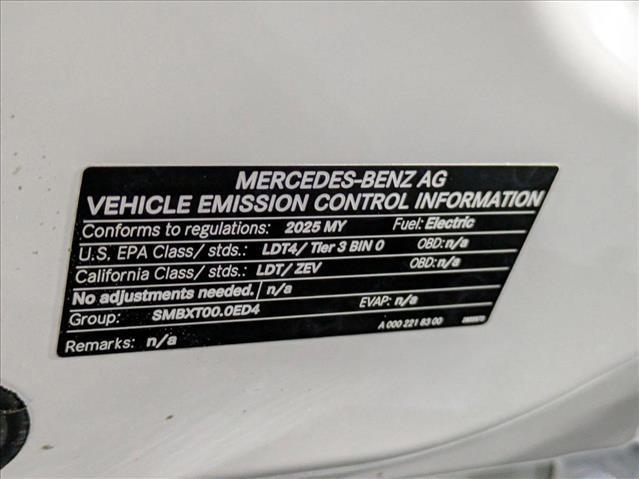 MERCEDES-BENZ AG
VEHICLE EMISSION CONTROL INFORMATION
Conforms to regulations: 2025 MY Fuel: Electric
U.S. EPA Class/ stds.: LDT4/ Tier 3 BIN 0 OBD: n/a
California Class/ stds.: LDT/ ZEV OBD: n/a
No adjustments needed. n/a
Group: SMBXT00.0ED4 EVAP: n/a
A 000 221 83 00
Remarks: n/a